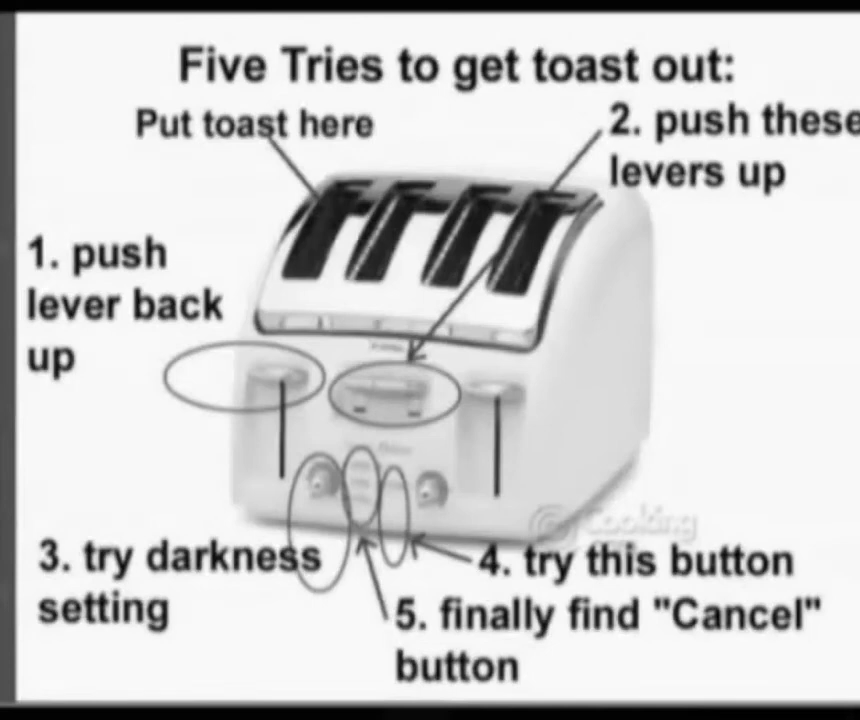 Five Tries to get toast out:
Put toast here
2. push these
levers up
1. push
lever back
up
3. try darkness
setting
4. try this button
5. finally find "Cancel"
button
Cooking